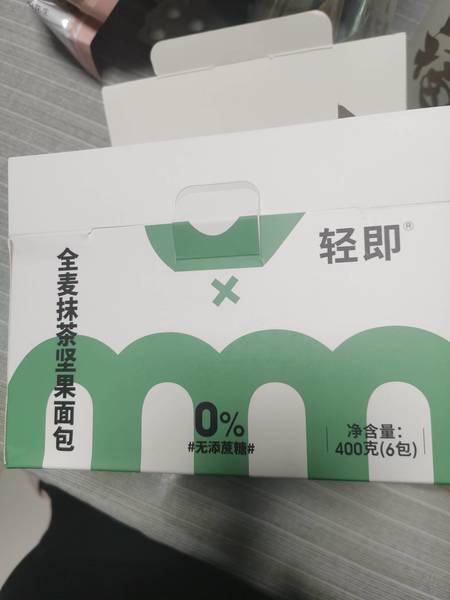 轻即®
全麦抹茶坚果面包
0%
#无添蔗糖#
净含量：
400克(6包)